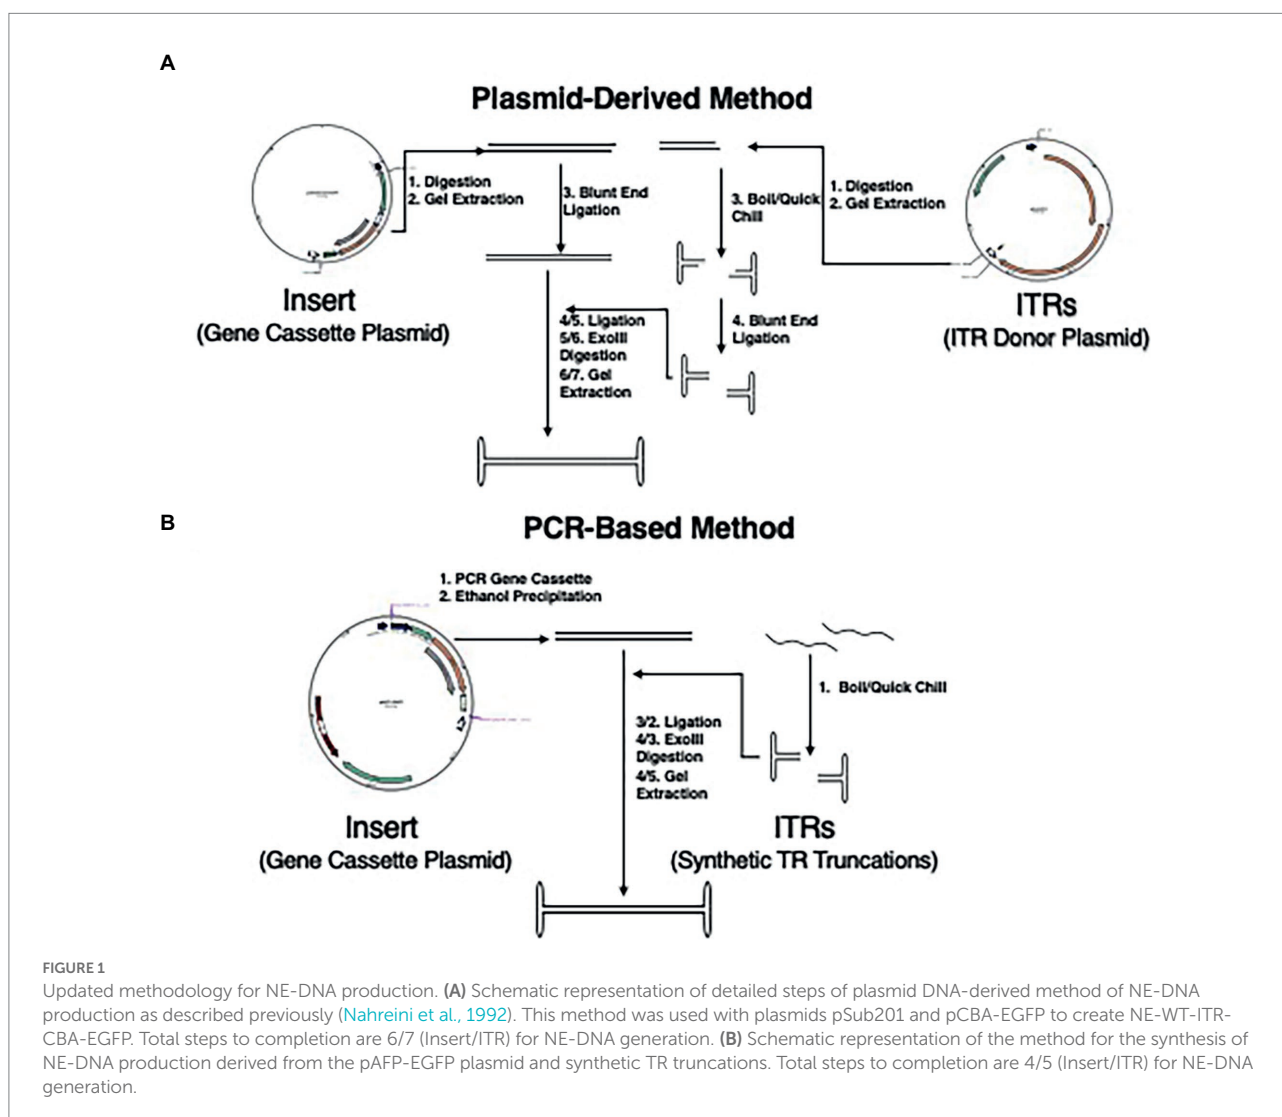 A
Plasmid-Derived Method
1. Digestion
2. Gel Extraction
3. Blunt End
Ligation
3. Boil/Quick
Chill
1. Digestion
2. Gel Extraction
Insert
(Gene Cassette Plasmid)
4/5. Ligation
5/6. ExoIII
Digestion
6/7. Gel
Extraction
4. Blunt End
Ligation
ITRs
(ITR Donor Plasmid)
B
PCR-Based Method
1. PCR Gene Cassette
2. Ethanol Precipitation
1. Boil/Quick Chill
3/2. Ligation
4/3. ExoIII
Digestion
4/5. Gel
Extraction
Insert
(Gene Cassette Plasmid)
ITRs
(Synthetic TR Truncations)
FIGURE 1
Updated methodology for NE-DNA production. (A) Schematic representation of detailed steps of plasmid DNA-derived method of NE-DNA
production as described previously (Nahreini et al., 1992). This method was used with plasmids pSub201 and pCBA-EGFP to create NE-WT-ITR-
CBA-EGFP. Total steps to completion are 6/7 (Insert/ITR) for NE-DNA generation. (B) Schematic representation of the method for the synthesis of
NE-DNA production derived from the pAFP-EGFP plasmid and synthetic TR truncations. Total steps to completion are 4/5 (Insert/ITR) for NE-DNA
generation.